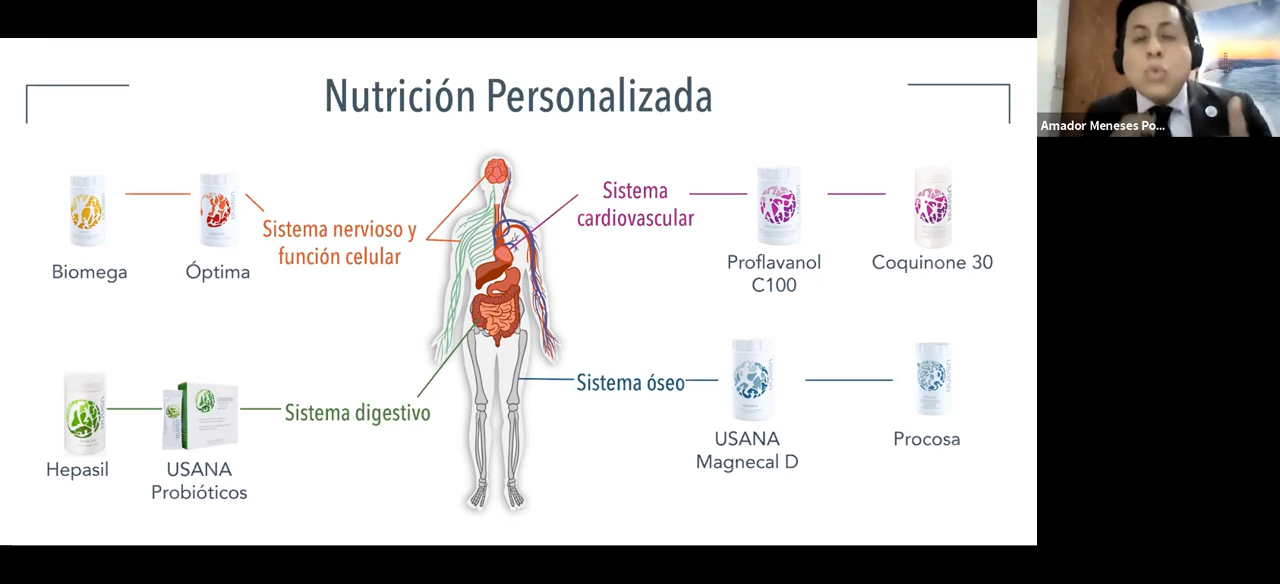 Nutrición Personalizada
Amador Meneses Po...
Sistema nervioso y
función celular
Biomega
Óptima
Sistema
cardiovascular
Proflavanol
C100
Coquinone 30
Sistema digestivo
Hepasil
USANA
Probióticos
USANA
Sistema óseo
USANA
Magnecal D
Procosa